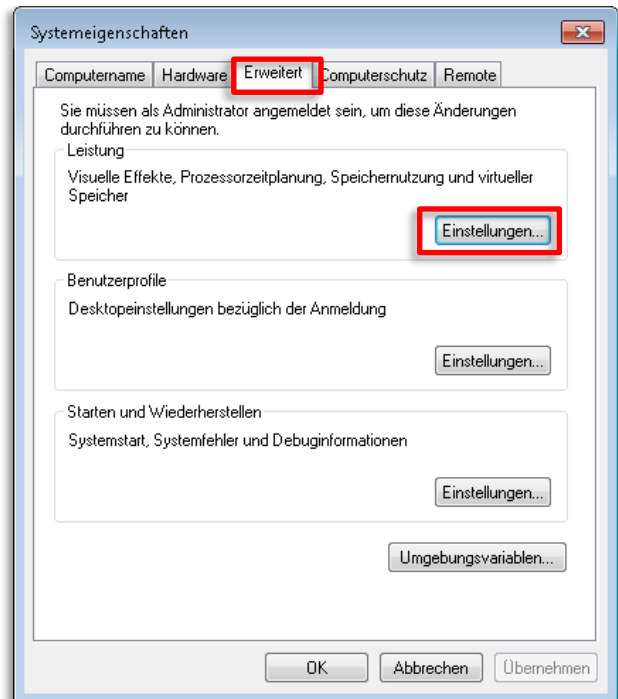 Systemeigenschaften
Computername Hardware Erweitert Computerschutz Remote
Sie müssen als Administrator angemeldet sein, um diese Änderungen
durchführen zu können.
Leistung
Visuelle Effekte, Prozessorzeitplanung, Speichernutzung und virtueller
Speicher
Einstellungen...
Benutzerprofile
Desktopeinstellungen bezüglich der Anmeldung
Einstellungen...
Starten und Wiederherstellen
Systemstart, Systemfehler und Debuginformationen
Einstellungen...
Umgebungsvariablen...
OK Abbrechen Übernehmen